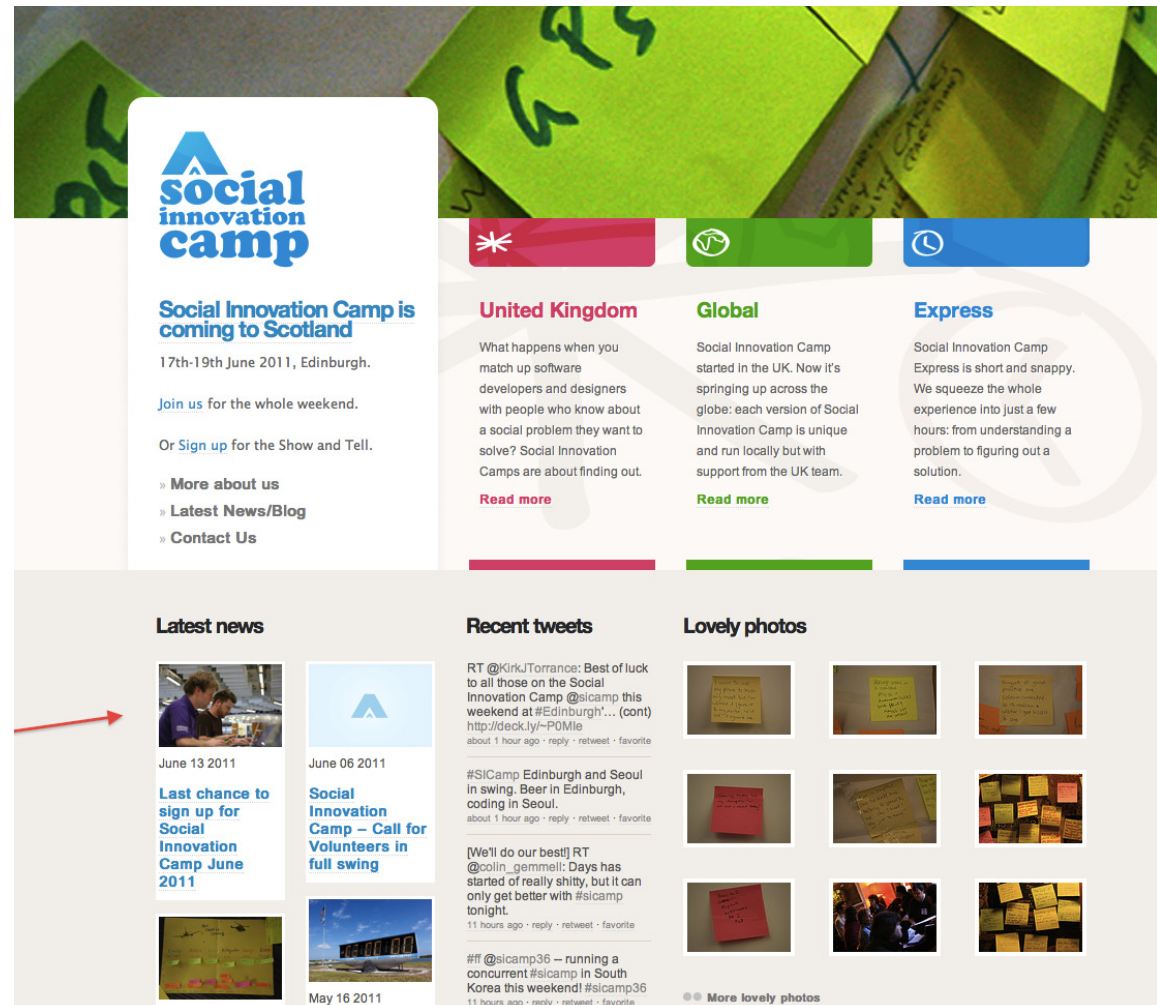 social
innovation
camp
Social Innovation Camp is
coming to Scotland
17th-19th June 2011, Edinburgh.
Join us for the whole weekend.
Or Sign up for the Show and Tell.
» More about us
» Latest News/Blog
» Contact Us
United Kingdom
What happens when you
match up software
developers and designers
with people who know about
a social problem they want to
solve? Social Innovation
Camps are about finding out.
Read more
Global
Social Innovation Camp
started in the UK. Now it's
springing up across the
globe: each version of Social
Innovation Camp is unique
and run locally but with
support from the UK team.
Read more
Express
Social Innovation Camp
Express is short and snappy.
We squeeze the whole
experience into just a few
hours: from understanding a
problem to figuring out a
solution.
Read more
Latest news
June 13 2011
Last chance to
sign up for
Social
Innovation
Camp June
2011
June 06 2011
Social
Innovation
Camp – Call for
Volunteers in
full swing
May 16 2011
Recent tweets
RT @KirkJTorrance: Best of luck
to all those on the Social
Innovation Camp @sicamp this
weekend at #Edinburgh'... (cont)
http://deck.ly/~P0MIe
about 1 hour ago · reply · retweet · favorite
#SICamp Edinburgh and Seoul
in swing. Beer in Edinburgh,
coding in Seoul.
about 1 hour ago · reply · retweet · favorite
[We'll do our best!] RT
@colin_gemmell: Days has
started of really shitty, but it can
only get better with #sicamp
tonight.
11 hours ago · reply · retweet · favorite
#ff @sicamp36 – running a
concurrent #sicamp in South
Korea this weekend! #sicamp36
11 hours ago · reply · retweet · favorite
Lovely photos
More lovely photos